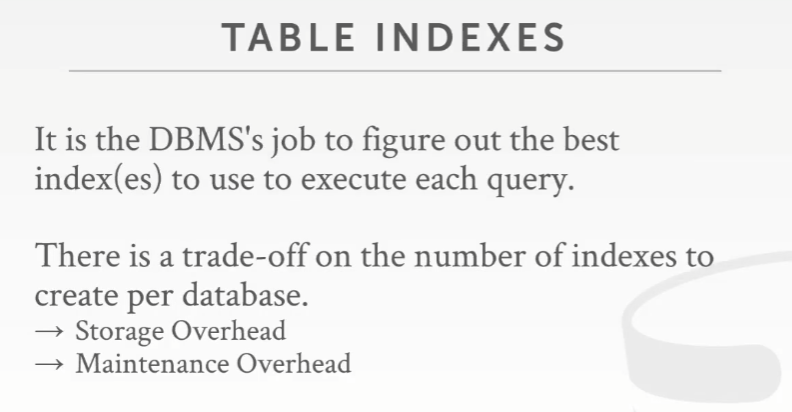 TABLE INDEXES
It is the DBMS's job to figure out the best
index(es) to use to execute each query.
There is a trade-off on the number of indexes to
create per database.
→ Storage Overhead
→ Maintenance Overhead